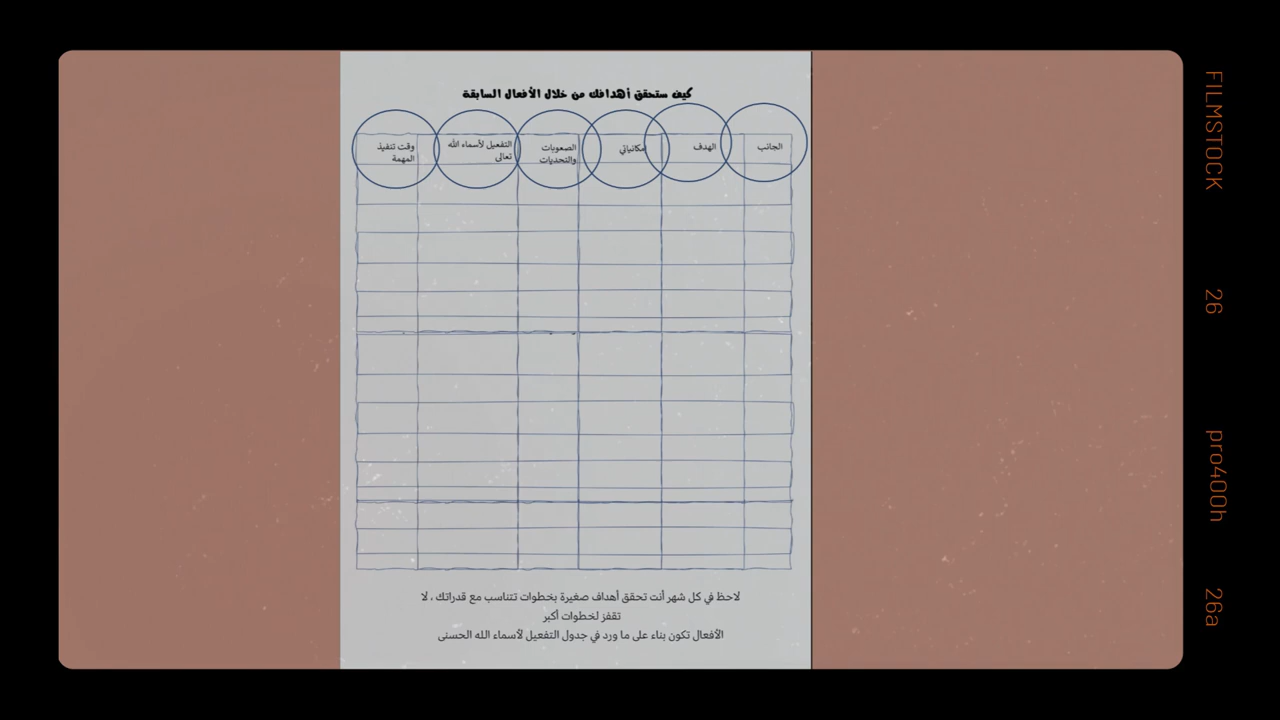 كيف ستحقق أهدافك من خلال الأفعال السابقة
الجانب
الهدف
إمكانياتي
الصعوبات
والتحديات
التفعيل لأسماء الله
تعالى
وقت تنفيذ
المهمة
لاحظ في كل شهر أنت تحقق أهداف صغيرة بخطوات تتناسب مع قدراتك ، لا
تقفز لخطوات أكبر
الأفعال تكون بناء على ما ورد في جدول التفعيل لأسماء الله الحسنى
FILMSTOCK
26
pro400h
26a